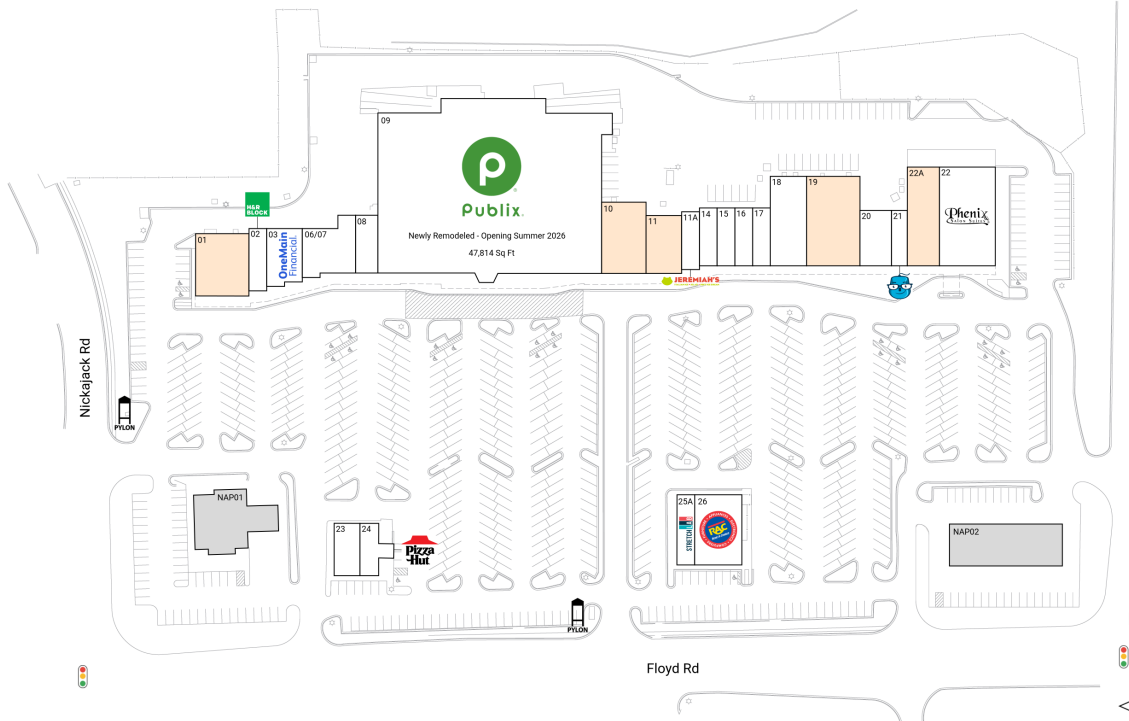 09
Publix.
Newly Remodeled - Opening Summer 2026
47,814 Sq Ft
H&R
BLOCK
01
02
03
OneMain
Financial.
06/07
08
10
11
11A
14
15
16
17
18
19
20
21
22A
22
Phenix
Salon Suites
JEREMIAH'S
Nickajack Rd
PYLON
NAP01
23
24
Pizza
Hut
25A
26
STRETCH
RAC
NAP02
PYLON
Floyd Rd